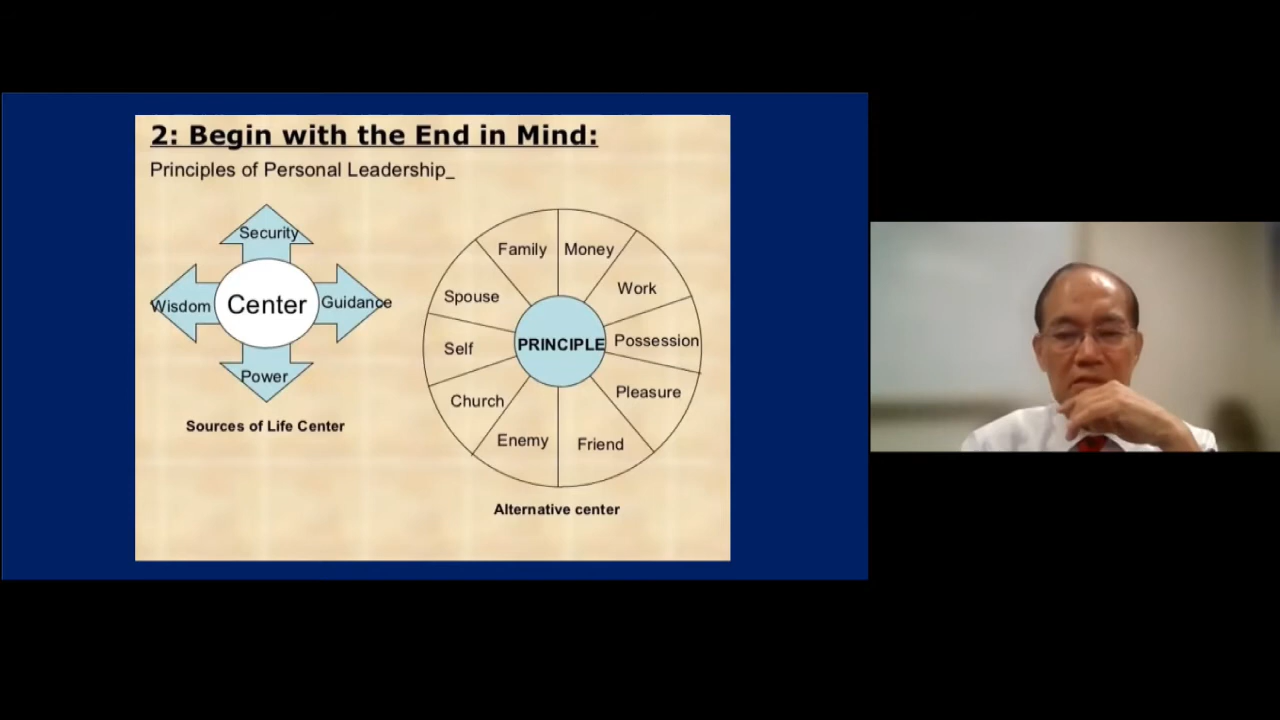 2: Begin with the End in Mind:
Principles of Personal Leadership_
Security
Wisdom
Center
Guidance
Power
Sources of Life Center
Family
Money
Work
Possession
Pleasure
Friend
Enemy
Church
Self
Spouse
PRINCIPLE
Alternative center